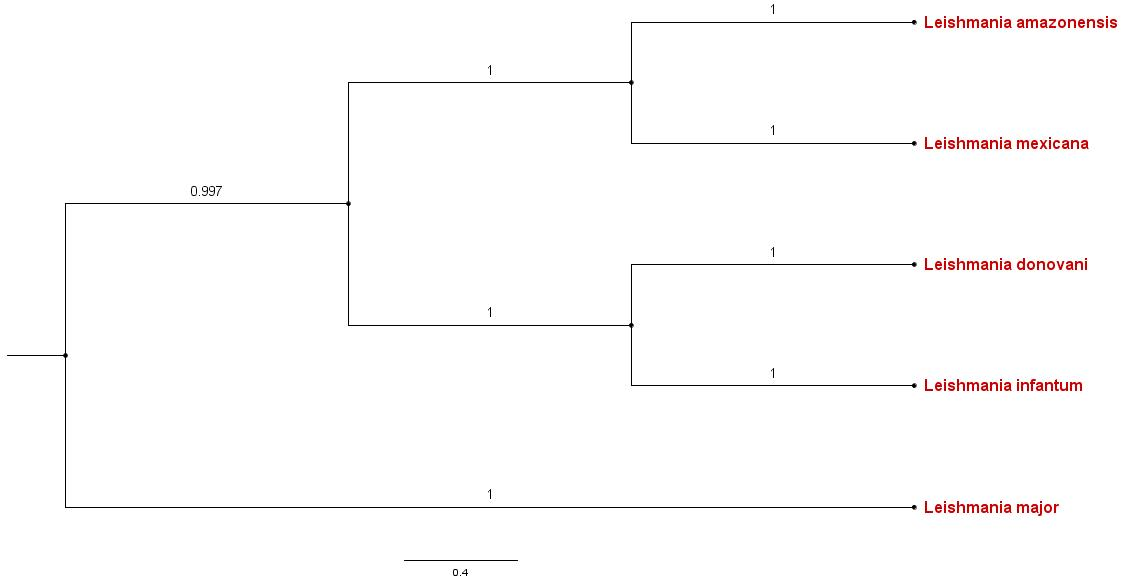 1
Leishmania amazonensis
1
1
Leishmania mexicana
0.997
1
Leishmania donovani
1
1
Leishmania infantum
1
Leishmania major
0.4